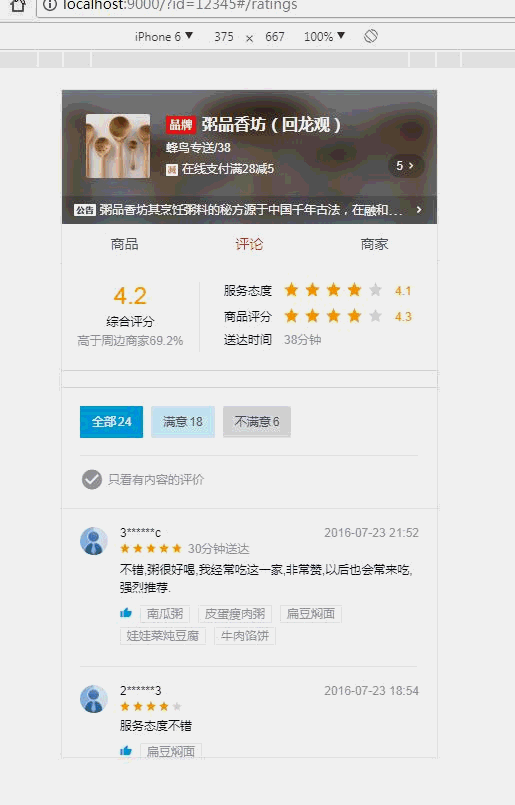 localhost:9000/?id=12345#/ratings
iPhone 6 ▼ 375 × 667 100% ▼
品牌 粥品香坊（回龙观）
蜂鸟专送/38
减 在线支付满28减5
5 >
公告 粥品香坊其烹饪粥料的秘方源于中国千年古法，在融和... >
商品 评论 商家
4.2
综合评分
高于周边商家69.2%
服务态度 4.1
商品评分 4.3
送达时间 38分钟
全部24 满意18 不满意6
只看有内容的评价
3******c 2016-07-23 21:52
30分钟送达
不错,粥很好喝,我经常吃这一家,非常赞,以后也会常来吃,
强烈推荐.
南瓜粥 皮蛋瘦肉粥 扁豆焖面
娃娃菜炖豆腐 牛肉馅饼
2******3 2016-07-23 18:54
服务态度不错
扁豆焖面